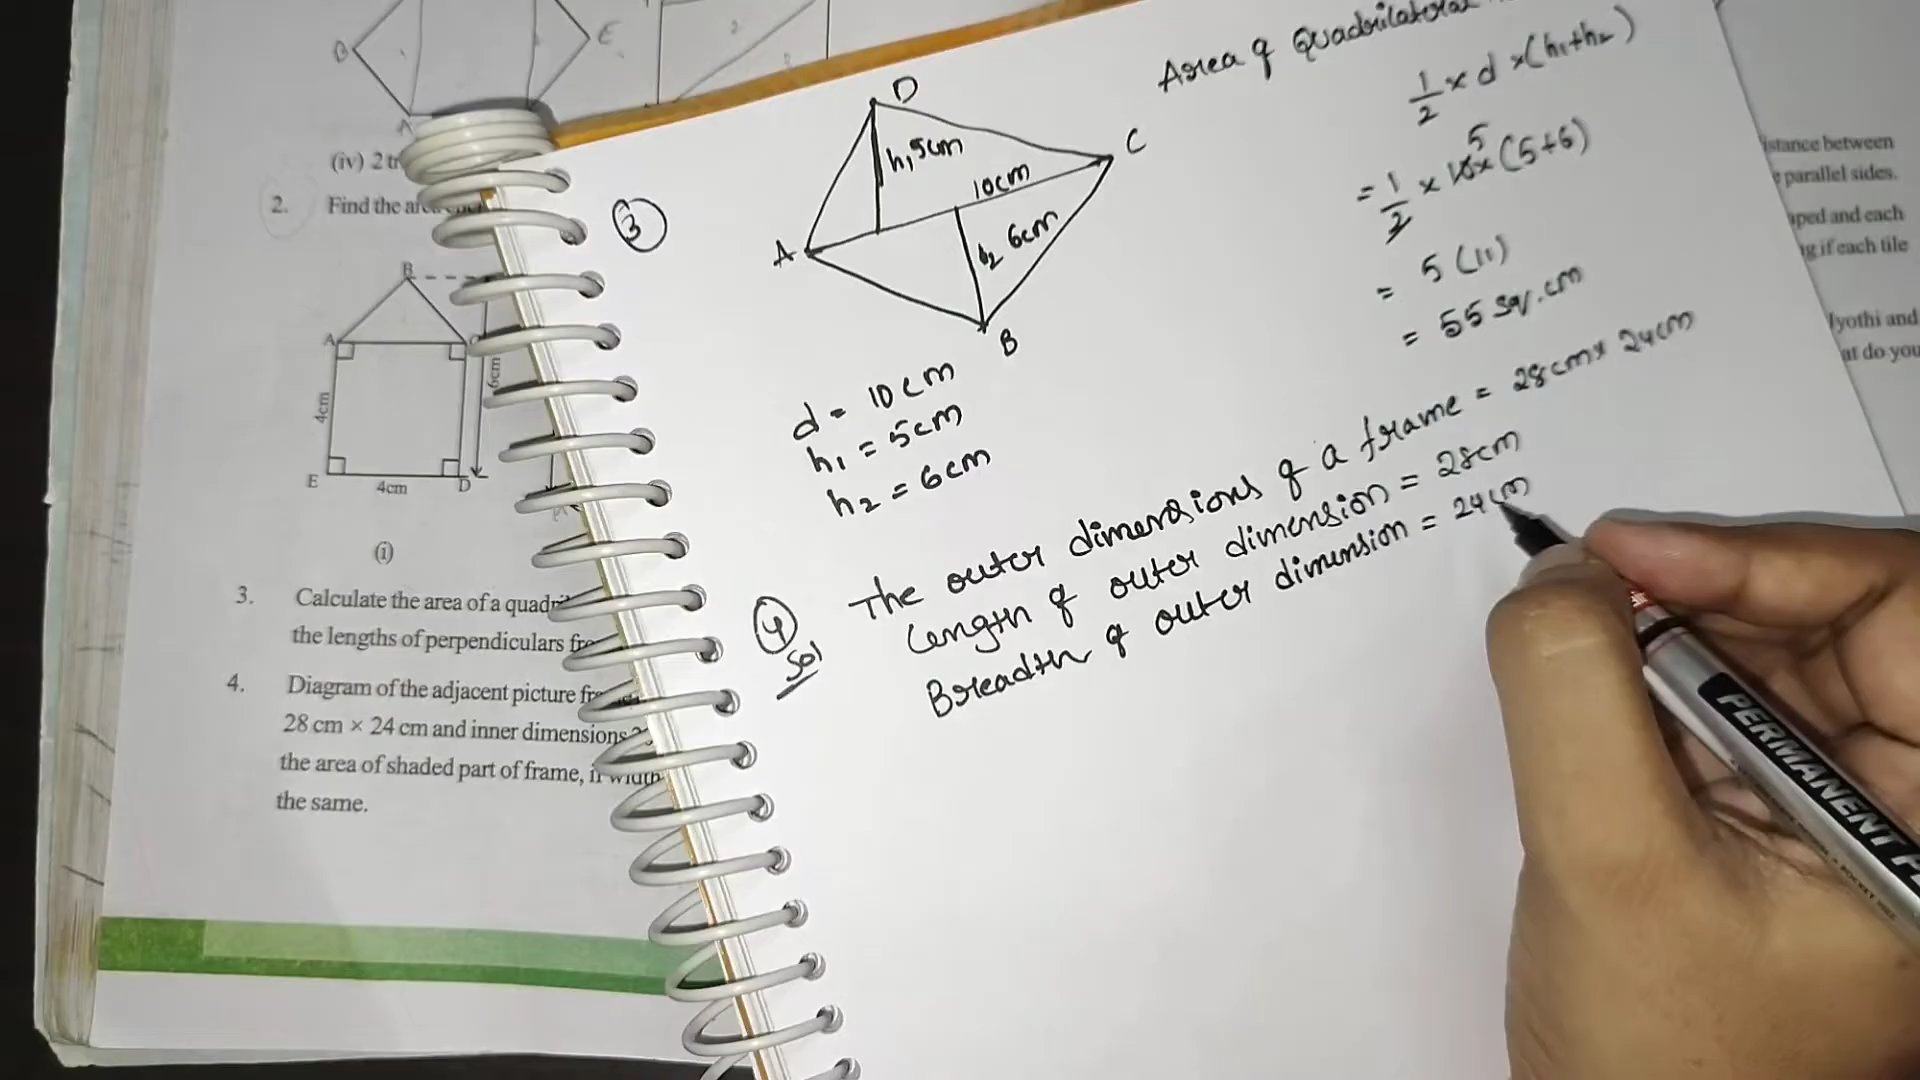 B
E
2
A
(iv) 2
2. Find the
B
A
4cm
6cm
E
4cm
D
(i)
3. Calculate the area of a
the lengths of perpendiculars
4. Diagram of the adjacent picture
28 cm × 24 cm and inner dimensions
the area of shaded part of frame, if width
the same.
3
D
h1 5cm
C
10cm
A
h2 6cm
B
d = 10cm
h1 = 5cm
h2 = 6cm
Area of Quadrilateral
1/2 × d × (h1+h2)
5
= 1/2 × 10 × (5+6)
= 5 (11)
= 55 sq.cm
4 The outer dimensions of a frame = 28cm × 24cm
Sol Length of outer dimension = 28cm
Breadth of outer dimension = 24cm
distance between
parallel sides.
and each
if each tile
Jyothi and
at do you
PERMANENT